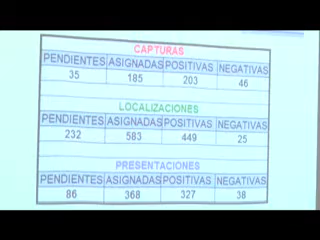 CAPTURAS
PENDIENTES ASIGNADAS POSITIVAS NEGATIVAS
35 185 203 46
LOCALIZACIONES
PENDIENTES ASIGNADAS POSITIVAS NEGATIVAS
232 583 449 25
PRESENTACIONES
PENDIENTES ASIGNADAS POSITIVAS NEGATIVAS
86 368 327 38